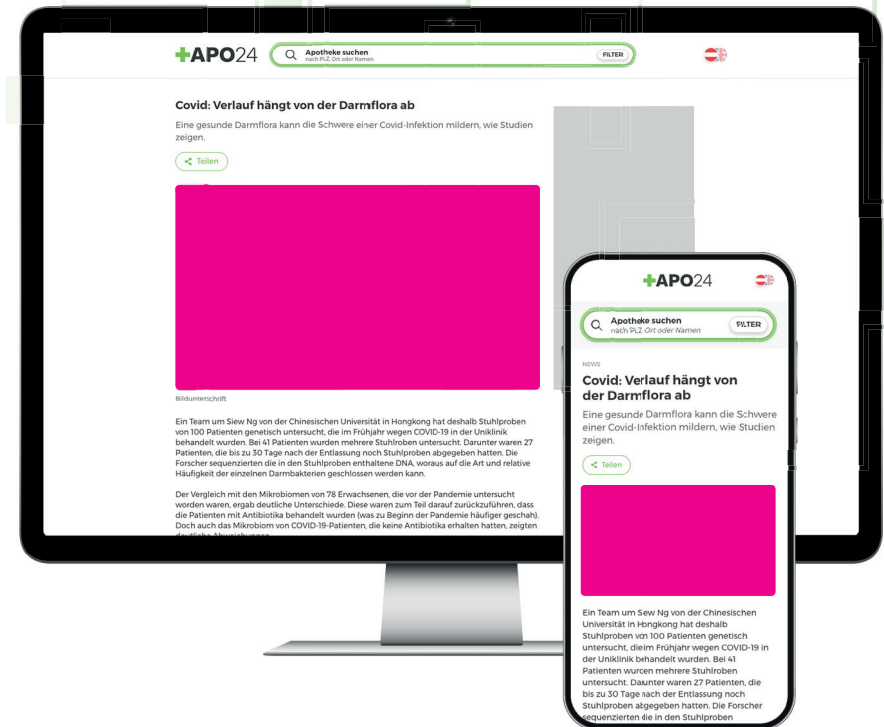 +APO24
Apotheke suchen
nach PLZ, Ort oder Namen
FILTER
Covid: Verlauf hängt von der Darmflora ab
Eine gesunde Darmflora kann die Schwere einer Covid-Infektion mildern, wie Studien
zeigen.
Teilen
Bildunterschrift
Ein Team um Siew Ng von der Chinesischen Universität in Hongkong hat deshalb Stuhlproben
von 100 Patienten genetisch untersucht, die im Frühjahr wegen COVID-19 in der Uniklinik
behandelt wurden. Bei 41 Patienten wurden mehrere Stuhlroben untersucht. Darunter waren 27
Patienten, die bis zu 30 Tage nach der Entlassung noch Stuhlproben abgegeben hatten. Die
Forscher sequenzierten die in den Stuhlproben enthaltene DNA, woraus auf die Art und relative
Häufigkeit der einzelnen Darmbakterien geschlossen werden kann.
Der Vergleich mit den Mikrobiomen von 78 Erwachsenen, die vor der Pandemie untersucht
worden waren, ergab deutliche Unterschiede. Diese waren zum Teil darauf zurückzuführen, dass
die Patienten mit Antibiotika behandelt wurden (was zu Beginn der Pandemie häufiger geschah).
Doch auch das Mikrobiom von COVID-19-Patienten, die keine Antibiotika erhalten hatten, zeigten
deutliche Abweichungen
+APO24
Apotheke suchen
nach PLZ, Ort oder Namen
FILTER
NEWS
Covid: Verlauf hängt von
der Darmflora ab
Eine gesunde Darmflora kann die Schwere
einer Covid-Infektion mildern, wie Studien
zeigen.
Teilen
Ein Team um Sew Ng von der Chinesischen
Universität in Hongkong hat deshalb
Stuhlproben von 100 Patienten genetisch
untersucht, dieim Frühjahr wegen COVID-19 in
der Uniklinik behandelt wurden. Bei 41
Patienten wurcen mehrere Stuhlroben
untersucht. Daunter waren 27 Patienten, die
bis zu 30 Tage nach der Entlassung noch
Stuhlproben abgegeben hatten. Die Forscher
sequenzierten die in den Stuhlproben